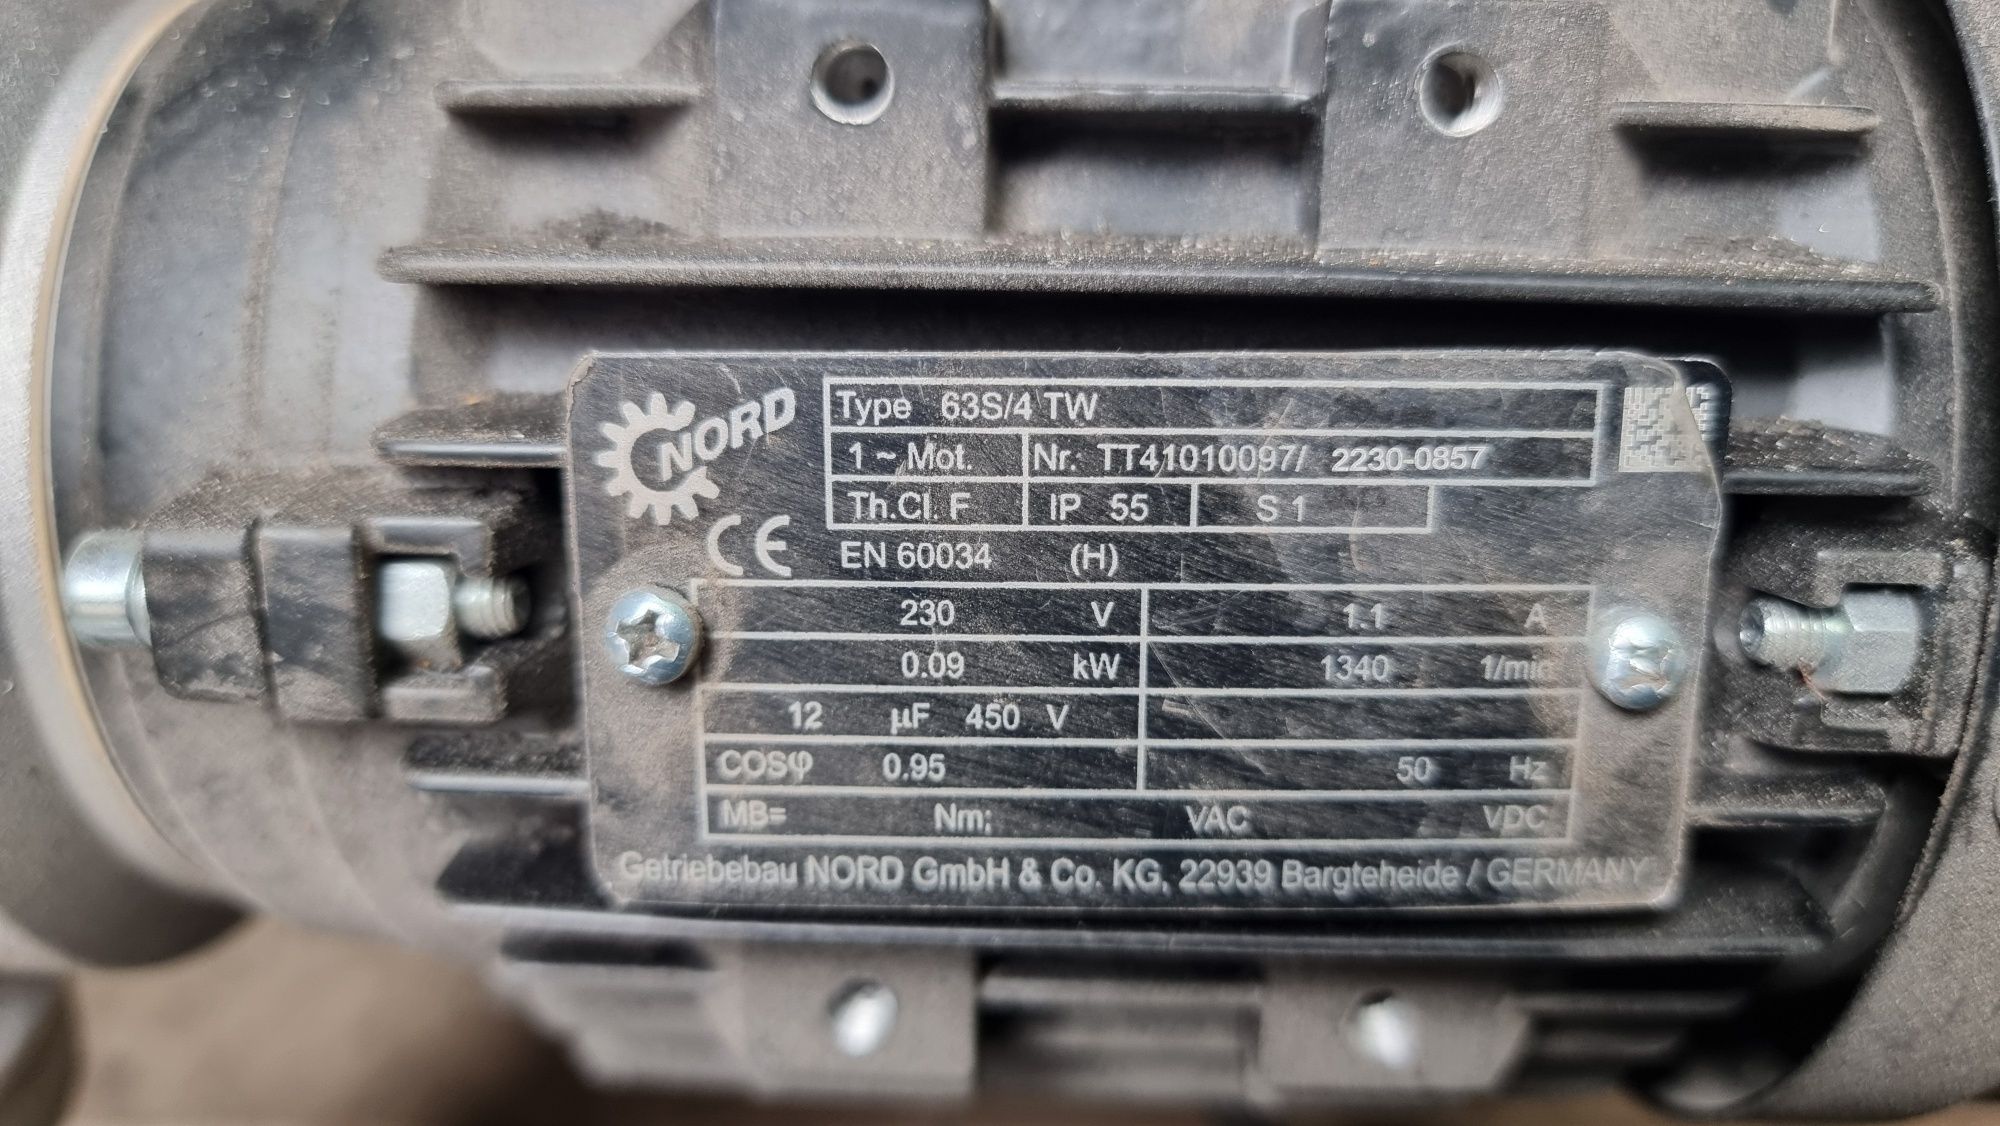 NORD
Type 63S/4 TW
1 ~ Mot. Nr. TT41010097/ 2230-0857
Th.Cl. F IP 55 S 1
CE EN 60034 (H)
230 V 1.1 A
0.09 kW 1340 1/min
12 µF 450 V
COSφ 0.95 50 Hz
MB= Nm; VAC VDC
Getriebebau NORD GmbH & Co. KG, 22939 Bargteheide / GERMANY